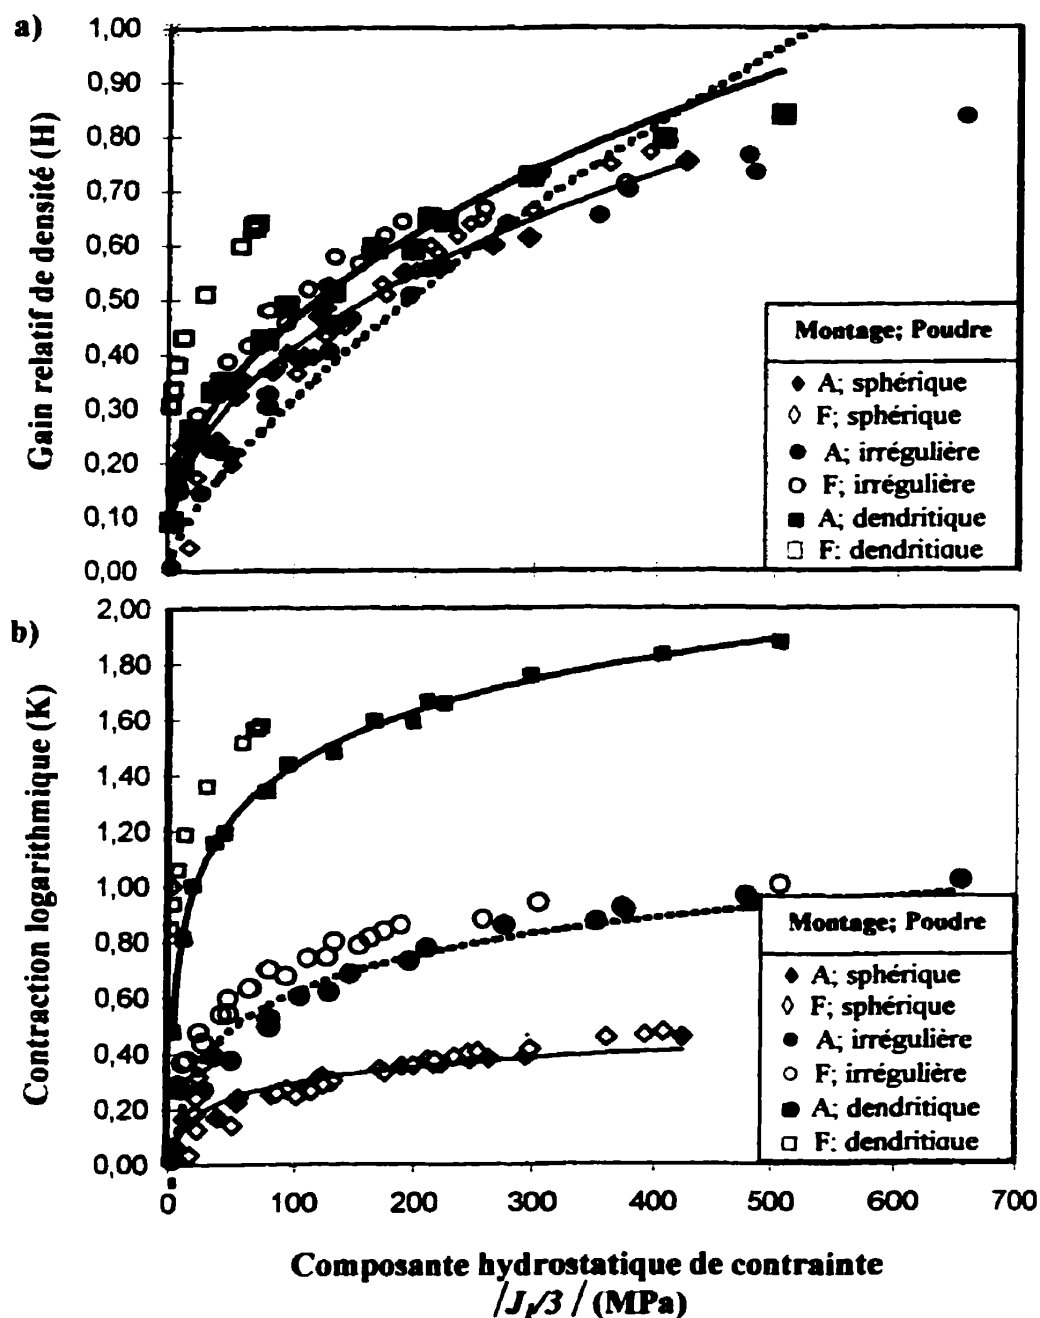 a)
Gain relatif de densité (H)
1,00
0,90
0,80
0,70
0,60
0,50
0,40
0,30
0,20
0,10
0,00
Montage; Poudre
A; sphérique
F; sphérique
A; irrégulière
F; irrégulière
A; dendritique
F: dendritique
b)
Contraction logarithmique (K)
2,00
1,80
1,60
1,40
1,20
1,00
0,80
0,60
0,40
0,20
0,00
Montage; Poudre
A; sphérique
F; sphérique
A; irrégulière
F; irrégulière
A; dendritique
F: dendritique
0 100 200 300 400 500 600 700
Composante hydrostatique de contrainte
/J₁/3 / (MPa)